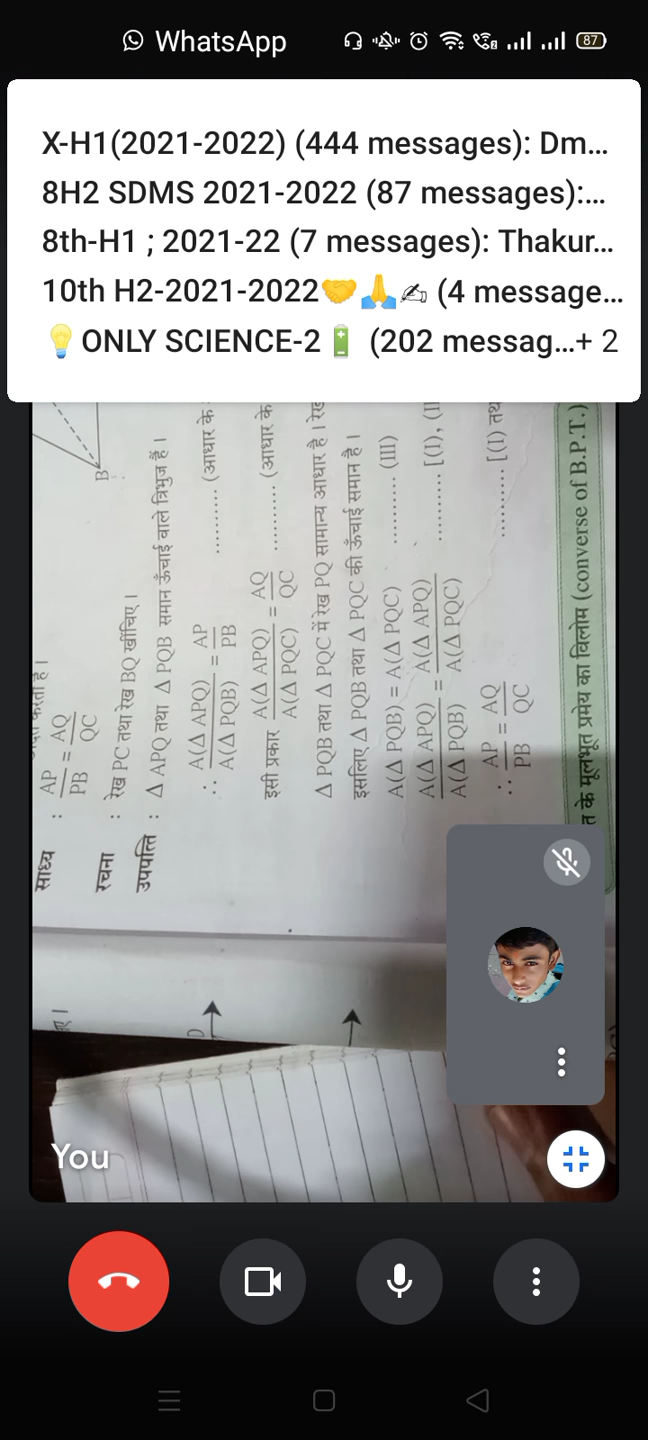 WhatsApp
87
X-H1(2021-2022) (444 messages): Dm...
8H2 SDMS 2021-2022 (87 messages):...
8th-H1 ; 2021-22 (7 messages): Thakur...
10th H2-2021-2022🤝🙏✍ (4 message...
💡ONLY SCIENCE-2🔋 (202 messag...+ 2
B
साध्य : AP/PB = AQ/QC
रचना : रेख PC तथा रेख BQ खींचिए ।
उपपत्ति : Δ APQ तथा Δ PQB समान ऊँचाई वाले त्रिभुज हैं ।
∴ A(Δ APQ)/A(Δ PQB) = AP/PB .......... (आधार के
इसी प्रकार A(Δ APQ)/A(Δ PQC) = AQ/QC .......... (आधार के
Δ PQB तथा Δ PQC में रेख PQ सामान्य आधार है । रेख
इसलिए Δ PQB तथा Δ PQC की ऊँचाई समान है ।
A(Δ PQB) = A(Δ PQC) .......... (III)
A(Δ APQ)/A(Δ PQB) = A(Δ APQ)/A(Δ PQC) .......... [(I), (I
∴ AP/PB = AQ/QC .......... [(I) तथ
के मूलभूत प्रमेय का विलोम (converse of B.P.T.)
D
You